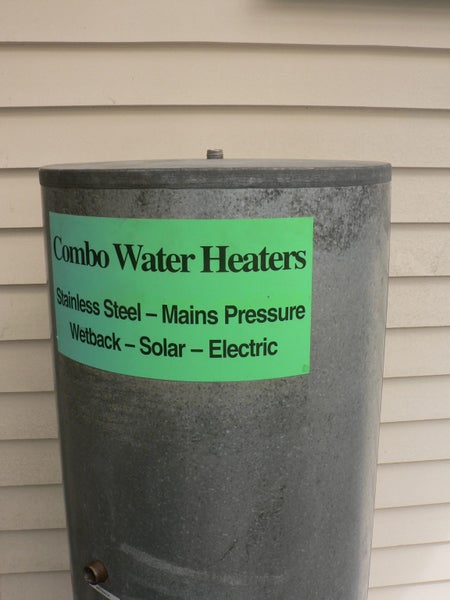 Combo Water Heaters
Stainless Steel – Mains Pressure
Wetback – Solar – Electric